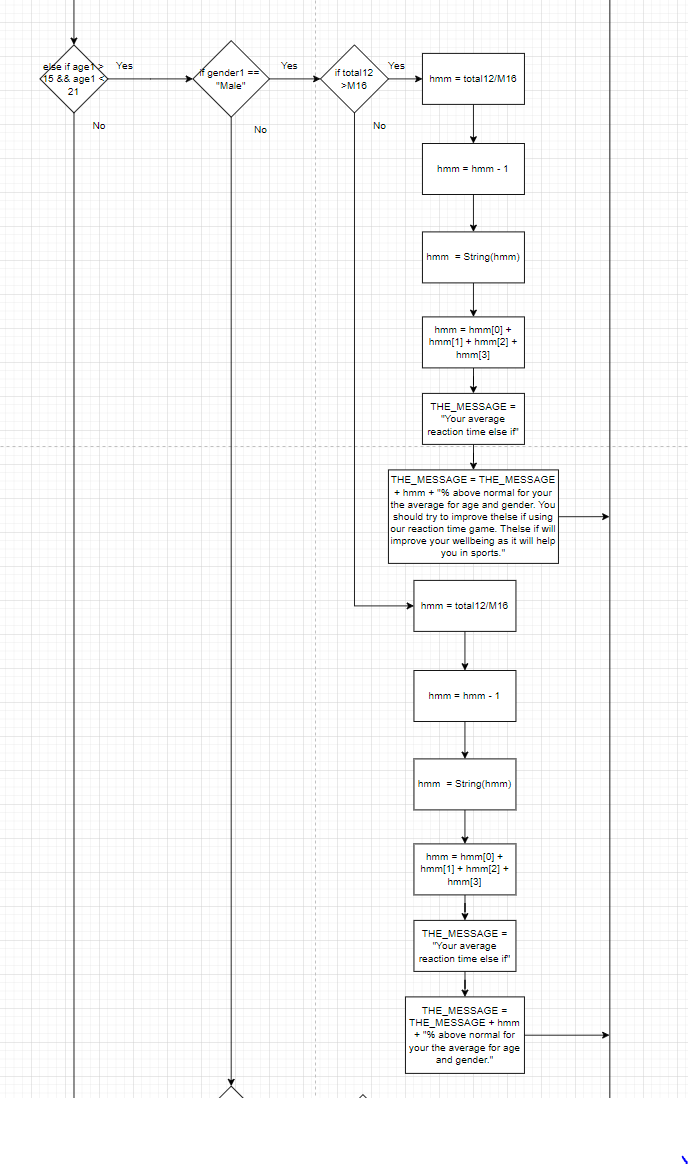 else if age1 >
15 && age1 <
21
Yes
No
if gender1 ==
"Male"
Yes
No
if total12
>M16
Yes
No
hmm = total12/M16
hmm = hmm - 1
hmm = String(hmm)
hmm = hmm[0] +
hmm[1] + hmm[2] +
hmm[3]
THE_MESSAGE =
"Your average
reaction time else if"
THE_MESSAGE = THE_MESSAGE
+ hmm + "% above normal for your
the average for age and gender. You
should try to improve thelse if using
our reaction time game. Thelse if will
improve your wellbeing as it will help
you in sports."
hmm = total12/M16
hmm = hmm - 1
hmm = String(hmm)
hmm = hmm[0] +
hmm[1] + hmm[2] +
hmm[3]
THE_MESSAGE =
"Your average
reaction time else if"
THE_MESSAGE =
THE_MESSAGE + hmm
+ "% above normal for
your the average for age
and gender."